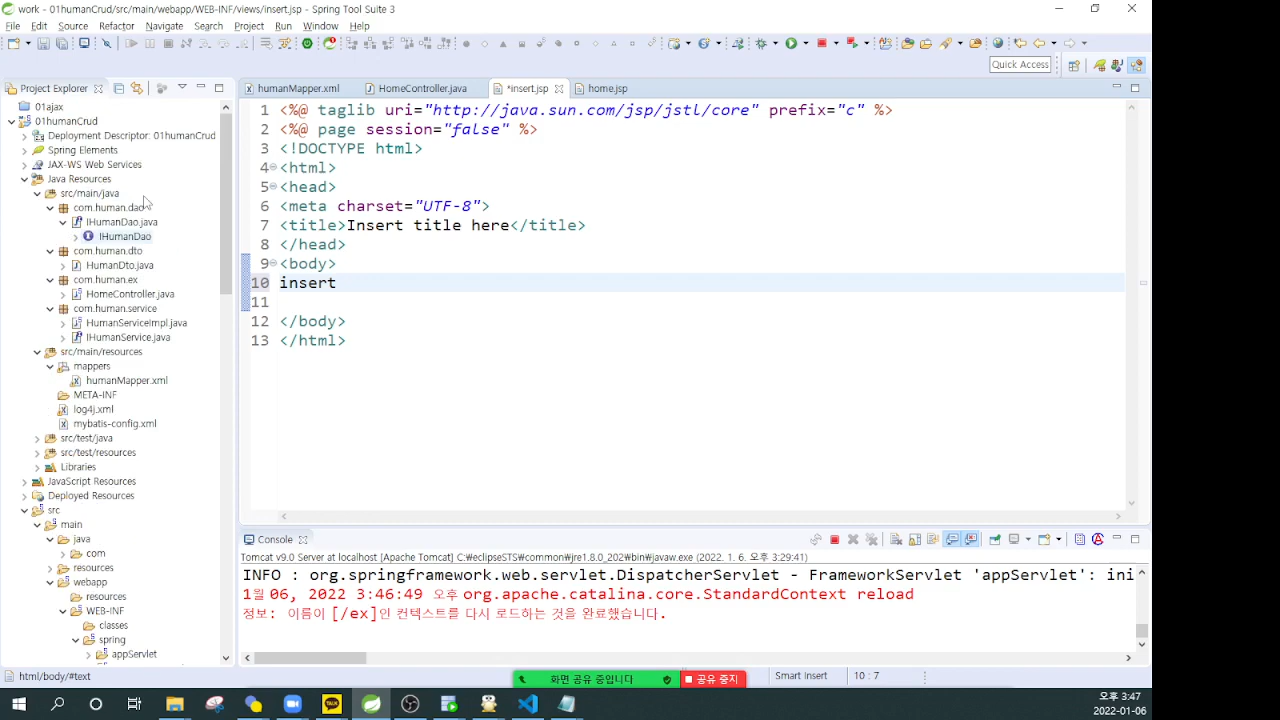 work - 01humanCrud/src/main/webapp/WEB-INF/views/insert.jsp - Spring Tool Suite 3
File Edit Source Refactor Navigate Search Project Run Window Help
Quick Access
Project Explorer
humanMapper.xml HomeController.java *insert.jsp home.jsp
01ajax
01humanCrud
Deployment Descriptor: 01humanCrud
Spring Elements
JAX-WS Web Services
Java Resources
src/main/java
com.human.dao
IHumanDao.java
IHumanDao
com.human.dto
HumanDto.java
com.human.ex
HomeController.java
com.human.service
HumanServiceImpl.java
IHumanService.java
src/main/resources
mappers
humanMapper.xml
META-INF
log4j.xml
mybatis-config.xml
src/test/java
src/test/resources
Libraries
JavaScript Resources
Deployed Resources
src
main
java
com
resources
webapp
resources
WEB-INF
classes
spring
appServlet
1 <%@ taglib uri="http://java.sun.com/jsp/jstl/core" prefix="c" %>
2 <%@ page session="false" %>
3 <!DOCTYPE html>
4 <html>
5 <head>
6 <meta charset="UTF-8">
7 <title>Insert title here</title>
8 </head>
9 <body>
10 insert
11
12 </body>
13 </html>
Console
Tomcat v9.0 Server at localhost [Apache Tomcat] C:\eclipseSTS\common\jre1.8.0_202\bin\javaw.exe (2022. 1. 6. 오후 3:29:41)
INFO : org.springframework.web.servlet.DispatcherServlet - FrameworkServlet 'appServlet': ini
1월 06, 2022 3:46:49 오후 org.apache.catalina.core.StandardContext reload
정보: 이름이 [/ex]인 컨텍스트를 다시 로드하는 것을 완료했습니다.
html/body/#text
화면 공유 중입니다 공유 중지
Smart Insert 10 : 7
TALK
오후 3:47
2022-01-06